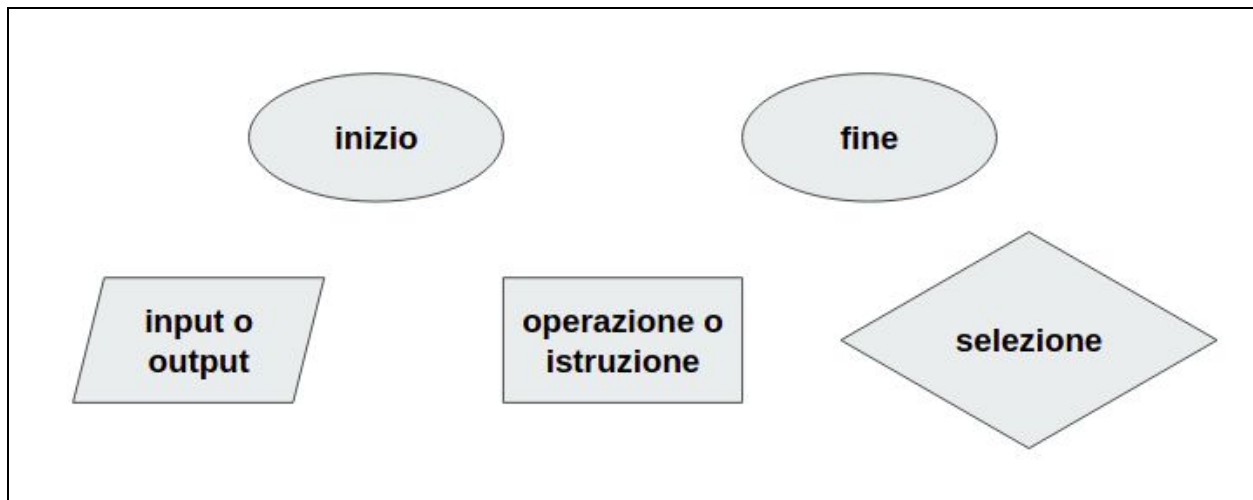 inizio
fine
input o
output
operazione o
istruzione
selezione